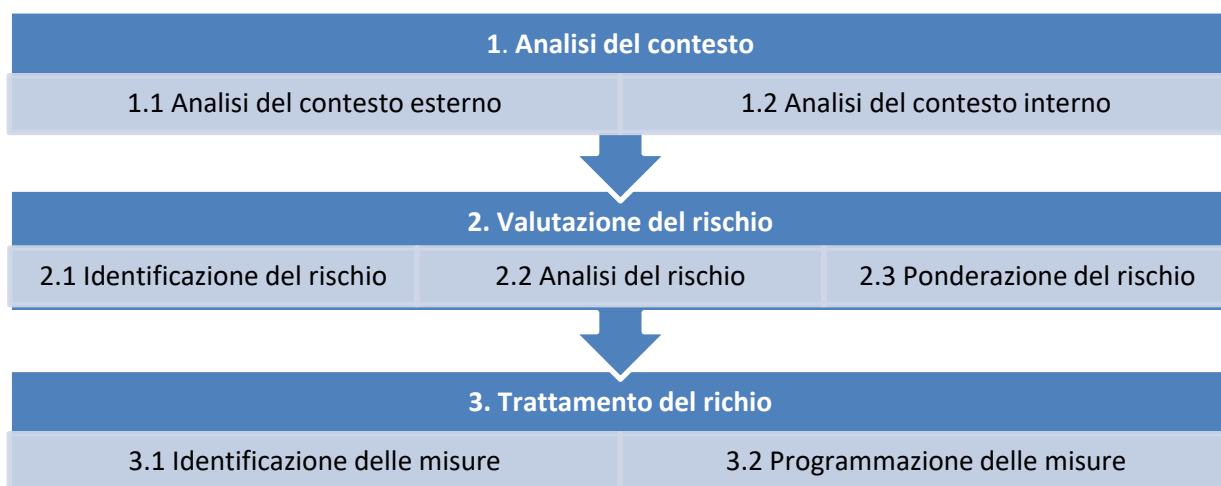 1. Analisi del contesto
1.1 Analisi del contesto esterno
1.2 Analisi del contesto interno
2. Valutazione del rischio
2.1 Identificazione del rischio
2.2 Analisi del rischio
2.3 Ponderazione del rischio
3. Trattamento del richio
3.1 Identificazione delle misure
3.2 Programmazione delle misure